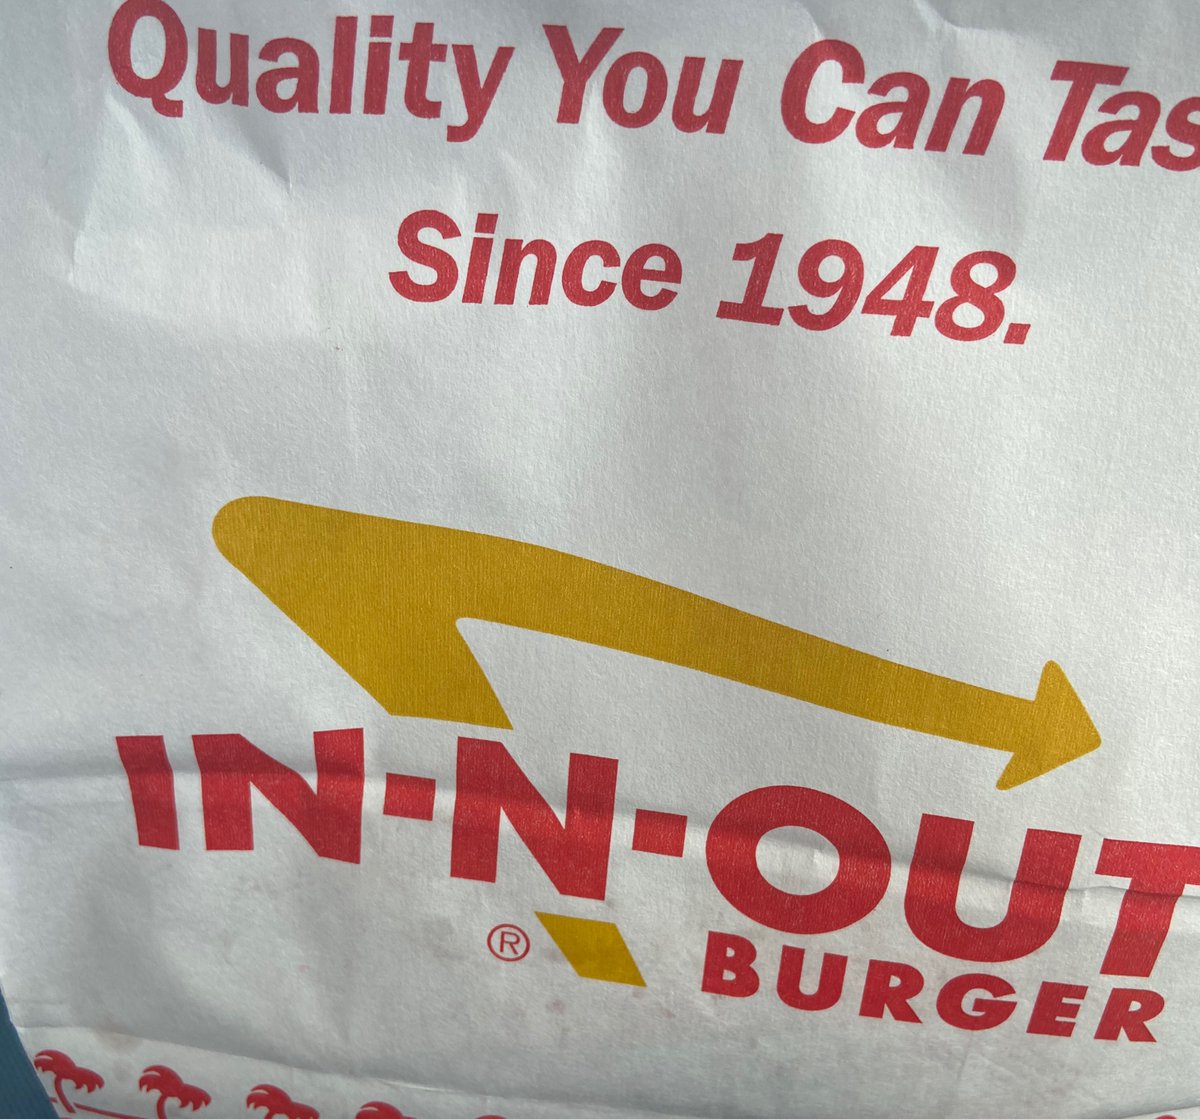 Quality You Can Tas
Since 1948.
IN-N-OUT
®
BURGER